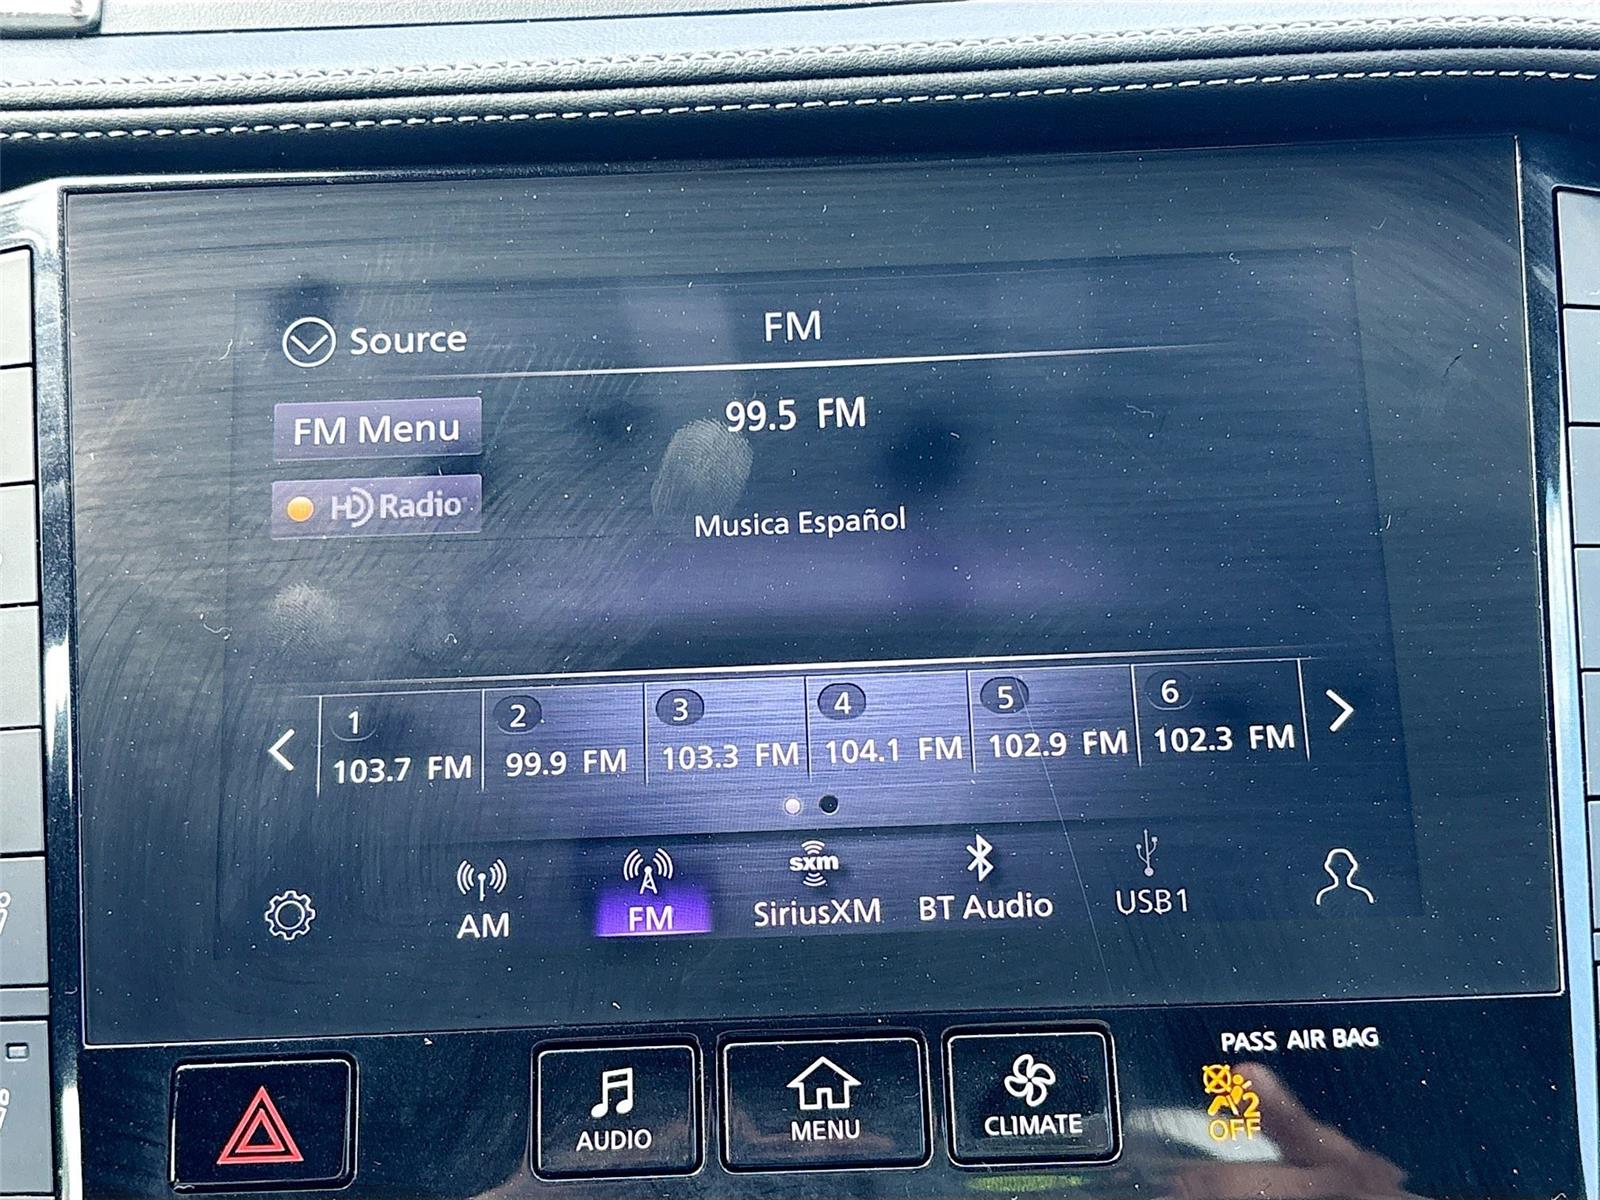 Source
FM
FM Menu
99.5 FM
HD Radio
Musica Español
1 2 3 4 5 6
103.7 FM 99.9 FM 103.3 FM 104.1 FM 102.9 FM 102.3 FM
sxm
AM FM SiriusXM BT Audio USB1
PASS AIR BAG
AUDIO MENU CLIMATE
2
OFF